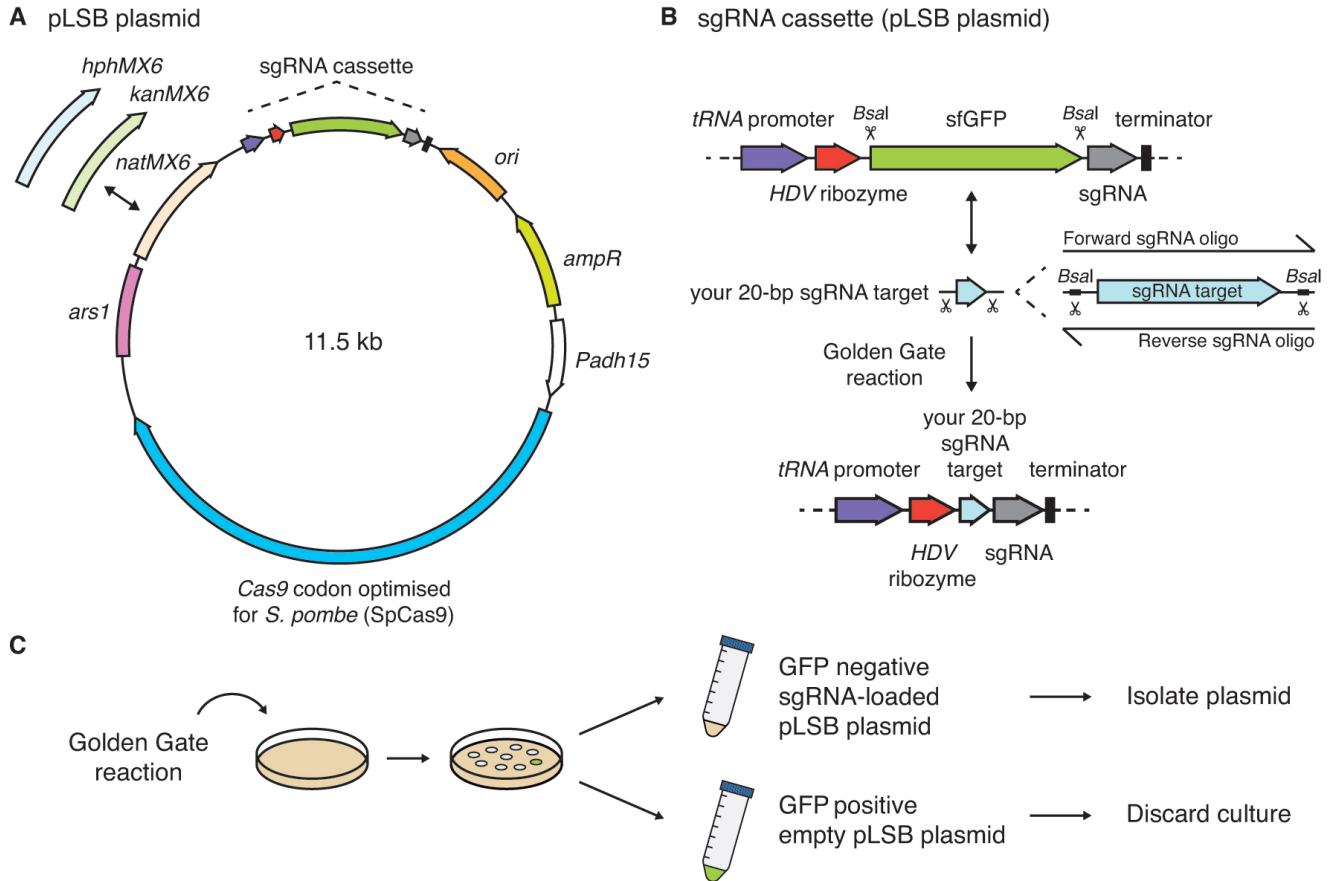 A pLSB plasmid
hphMX6
kanMX6
natMX6
sgRNA cassette
ori
ampR
ars1
11.5 kb
Padh15
Cas9 codon optimised
for S. pombe (SpCas9)
B sgRNA cassette (pLSB plasmid)
tRNA promoter
BsaI
sfGFP
BsaI
terminator
HDV ribozyme
sgRNA
Forward sgRNA oligo
your 20-bp sgRNA target
BsaI
sgRNA target
BsaI
Reverse sgRNA oligo
Golden Gate
reaction
your 20-bp
sgRNA
target
tRNA promoter
terminator
HDV
ribozyme
sgRNA
C
Golden Gate
reaction
GFP negative
sgRNA-loaded
pLSB plasmid
Isolate plasmid
GFP positive
empty pLSB plasmid
Discard culture